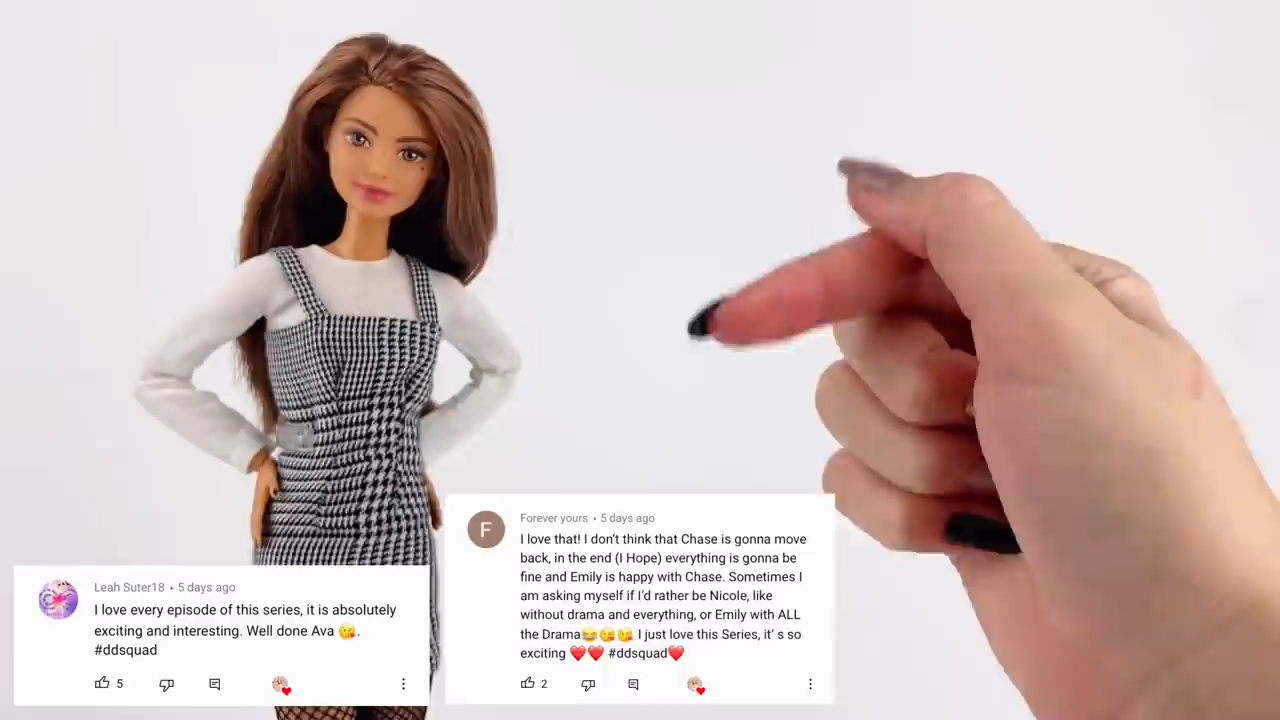 Leah Suter18 • 5 days ago
I love every episode of this series, it is absolutely
exciting and interesting. Well done Ava 😘.
#ddsquad
5
F
Forever yours • 5 days ago
I love that! I don't think that Chase is gonna move
back, in the end (I Hope) everything is gonna be
fine and Emily is happy with Chase. Sometimes I
am asking myself if I'd rather be Nicole, like
without drama and everything, or Emily with ALL
the Drama😂😘😘 I just love this Series, it' s so
exciting ❤️❤️ #ddsquad❤️
2